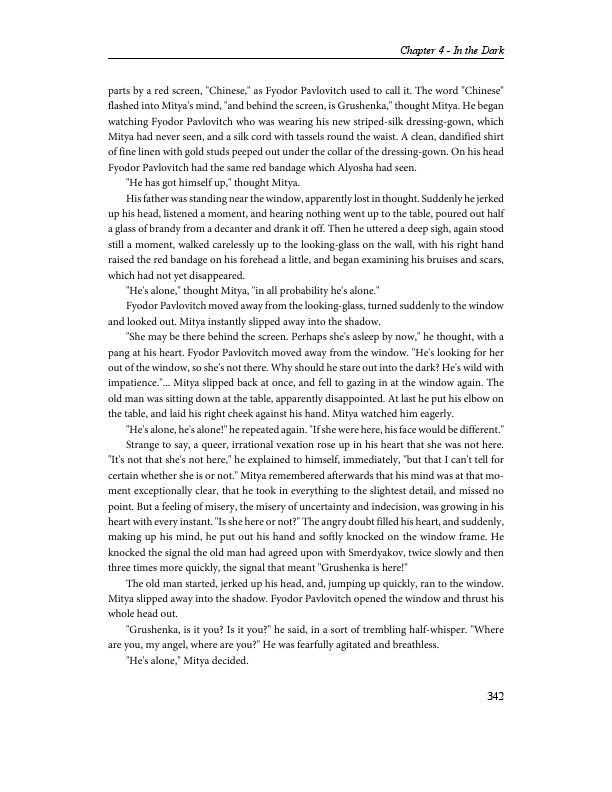 Chapter 4 - In the Dark
parts by a red screen, "Chinese," as Fyodor Pavlovitch used to call it. The word "Chinese"
flashed into Mitya's mind, "and behind the screen, is Grushenka," thought Mitya. He began
watching Fyodor Pavlovitch who was wearing his new striped-silk dressing-gown, which
Mitya had never seen, and a silk cord with tassels round the waist. A clean, dandified shirt
of fine linen with gold studs peeped out under the collar of the dressing-gown. On his head
Fyodor Pavlovitch had the same red bandage which Alyosha had seen.
"He has got himself up," thought Mitya.
His father was standing near the window, apparently lost in thought. Suddenly he jerked
up his head, listened a moment, and hearing nothing went up to the table, poured out half
a glass of brandy from a decanter and drank it off. Then he uttered a deep sigh, again stood
still a moment, walked carelessly up to the looking-glass on the wall, with his right hand
raised the red bandage on his forehead a little, and began examining his bruises and scars,
which had not yet disappeared.
"He's alone," thought Mitya, "in all probability he's alone."
Fyodor Pavlovitch moved away from the looking-glass, turned suddenly to the window
and looked out. Mitya instantly slipped away into the shadow.
"She may be there behind the screen. Perhaps she's asleep by now," he thought, with a
pang at his heart. Fyodor Pavlovitch moved away from the window. "He's looking for her
out of the window, so she's not there. Why should he stare out into the dark? He's wild with
impatience."... Mitya slipped back at once, and fell to gazing in at the window again. The
old man was sitting down at the table, apparently disappointed. At last he put his elbow on
the table, and laid his right cheek against his hand. Mitya watched him eagerly.
"He's alone, he's alone!" he repeated again. "If she were here, his face would be different."
Strange to say, a queer, irrational vexation rose up in his heart that she was not here.
"It's not that she's not here," he explained to himself, immediately, "but that I can't tell for
certain whether she is or not." Mitya remembered afterwards that his mind was at that mo-
ment exceptionally clear, that he took in everything to the slightest detail, and missed no
point. But a feeling of misery, the misery of uncertainty and indecision, was growing in his
heart with every instant. "Is she here or not?" The angry doubt filled his heart, and suddenly,
making up his mind, he put out his hand and softly knocked on the window frame. He
knocked the signal the old man had agreed upon with Smerdyakov, twice slowly and then
three times more quickly, the signal that meant "Grushenka is here!"
The old man started, jerked up his head, and, jumping up quickly, ran to the window.
Mitya slipped away into the shadow. Fyodor Pavlovitch opened the window and thrust his
whole head out.
"Grushenka, is it you? Is it you?" he said, in a sort of trembling half-whisper. "Where
are you, my angel, where are you?" He was fearfully agitated and breathless.
"He's alone," Mitya decided.
342